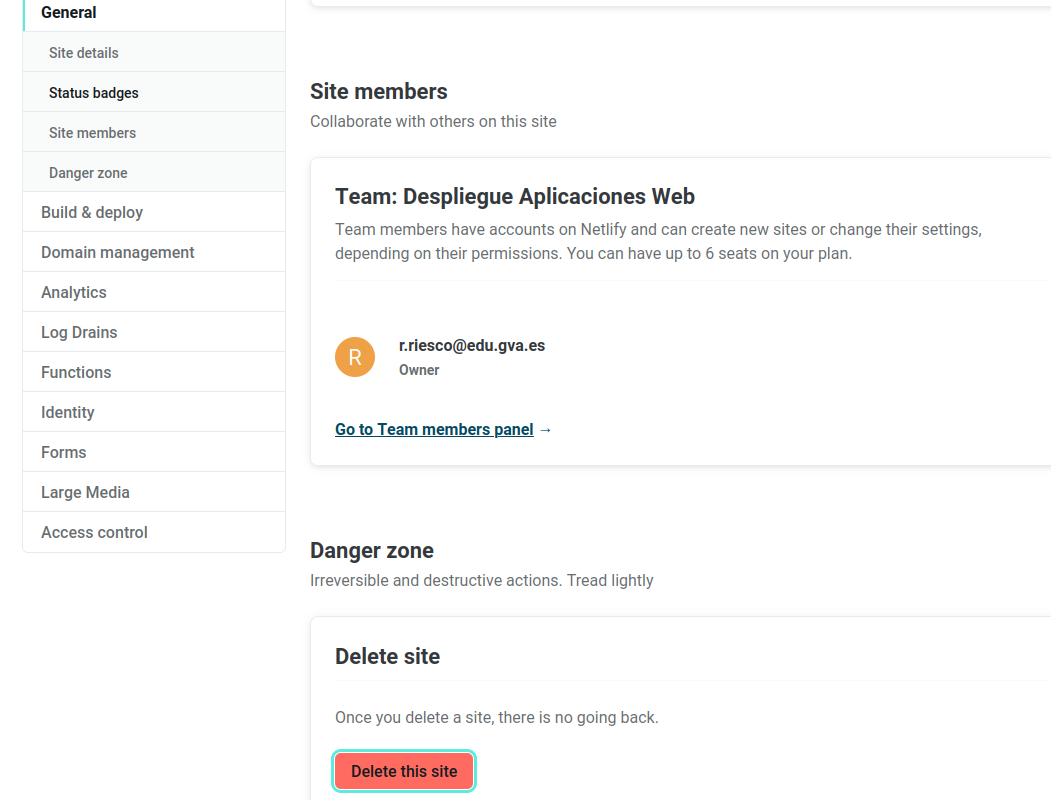 General
Site details
Status badges
Site members
Danger zone
Build & deploy
Domain management
Analytics
Log Drains
Functions
Identity
Forms
Large Media
Access control
Site members
Collaborate with others on this site
Team: Despliegue Aplicaciones Web
Team members have accounts on Netlify and can create new sites or change their settings,
depending on their permissions. You can have up to 6 seats on your plan.
R
r.riesco@edu.gva.es
Owner
Go to Team members panel →
Danger zone
Irreversible and destructive actions. Tread lightly
Delete site
Once you delete a site, there is no going back.
Delete this site